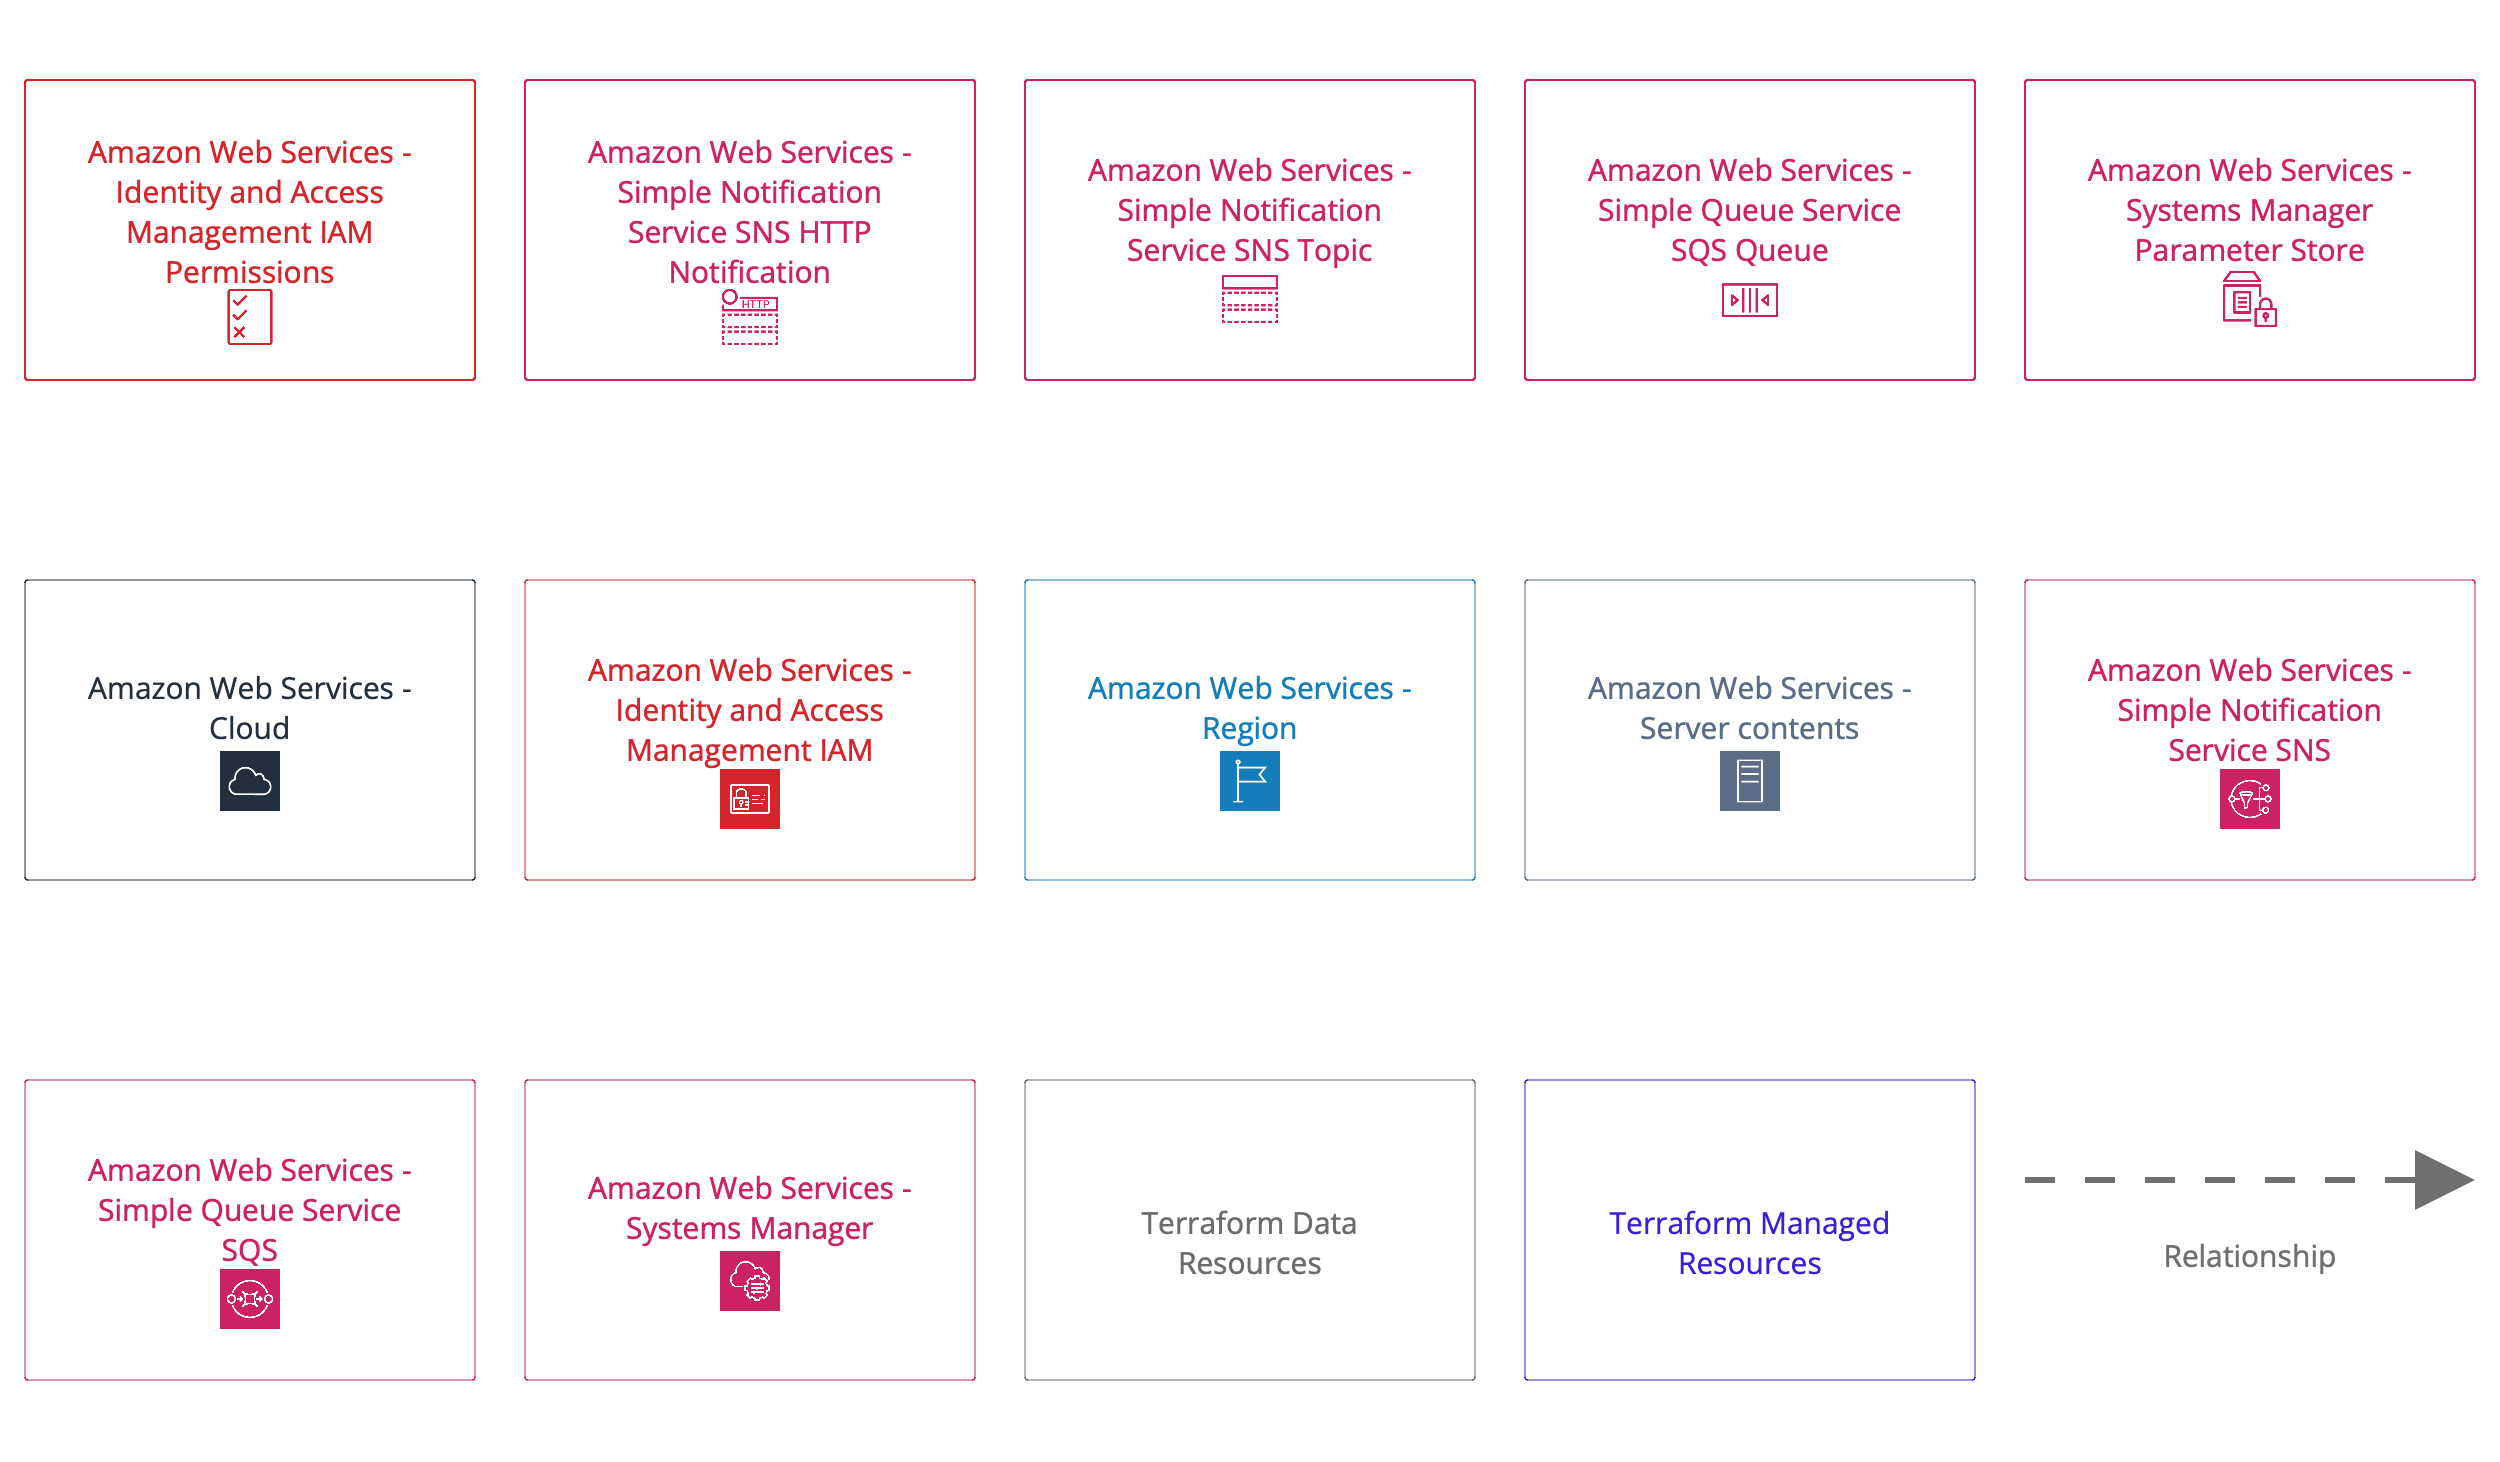 Amazon Web Services -
Identity and Access
Management IAM
Permissions
Amazon Web Services -
Simple Notification
Service SNS HTTP
Notification
HTTP
Amazon Web Services -
Simple Notification
Service SNS Topic
Amazon Web Services -
Simple Queue Service
SQS Queue
Amazon Web Services -
Systems Manager
Parameter Store
Amazon Web Services -
Cloud
Amazon Web Services -
Identity and Access
Management IAM
Amazon Web Services -
Region
Amazon Web Services -
Server contents
Amazon Web Services -
Simple Notification
Service SNS
Amazon Web Services -
Simple Queue Service
SQS
Amazon Web Services -
Systems Manager
Terraform Data
Resources
Terraform Managed
Resources
Relationship